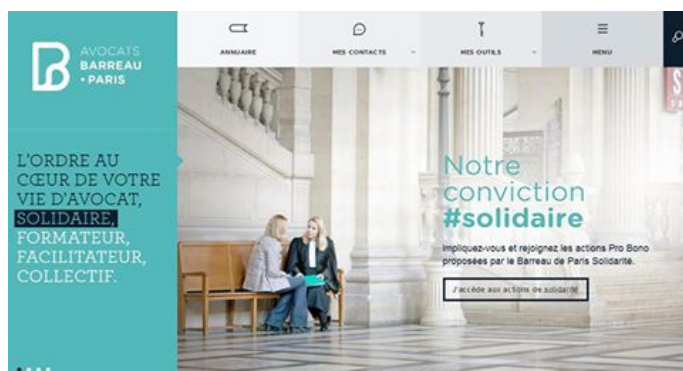 AVOCATS
BARREAU
• PARIS
ANNUAIRE
MES CONTACTS
MES OUTILS
MENU
L'ORDRE AU
CŒUR DE VOTRE
VIE D'AVOCAT,
SOLIDAIRE,
FORMATEUR,
FACILITATEUR,
COLLECTIF.
Notre
conviction
#solidaire
Impliquez-vous et rejoignez les actions Pro Bono
proposées par le Barreau de Paris Solidarité.
J'accède aux actions de solidarité